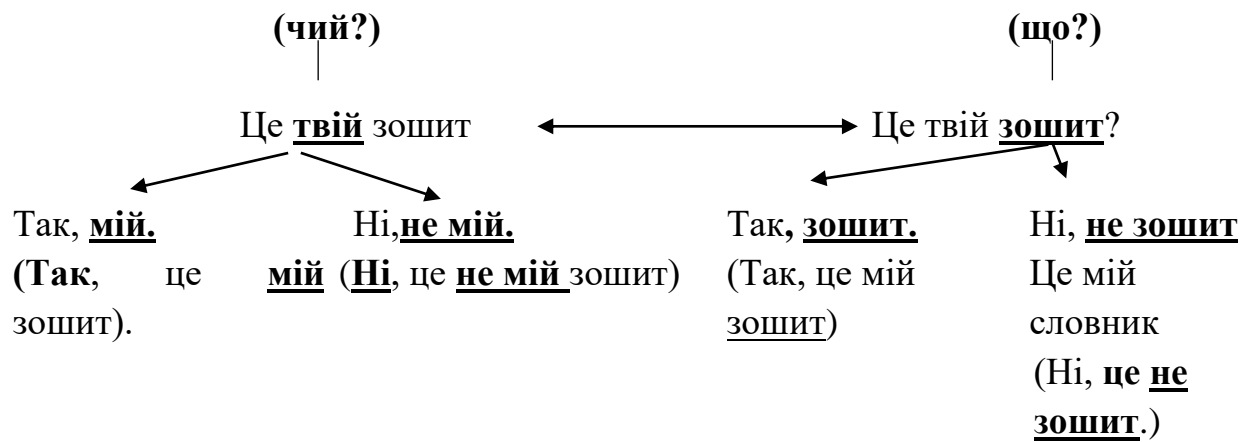 (чий?) (що?)
Це твій зошит Це твій зошит?
Так, мій. Ні,не мій. Так, зошит. Ні, не зошит
(Так, це мій (Ні, це не мій зошит) (Так, це мій Це мій
зошит). зошит) словник
(Ні, це не
зошит.)